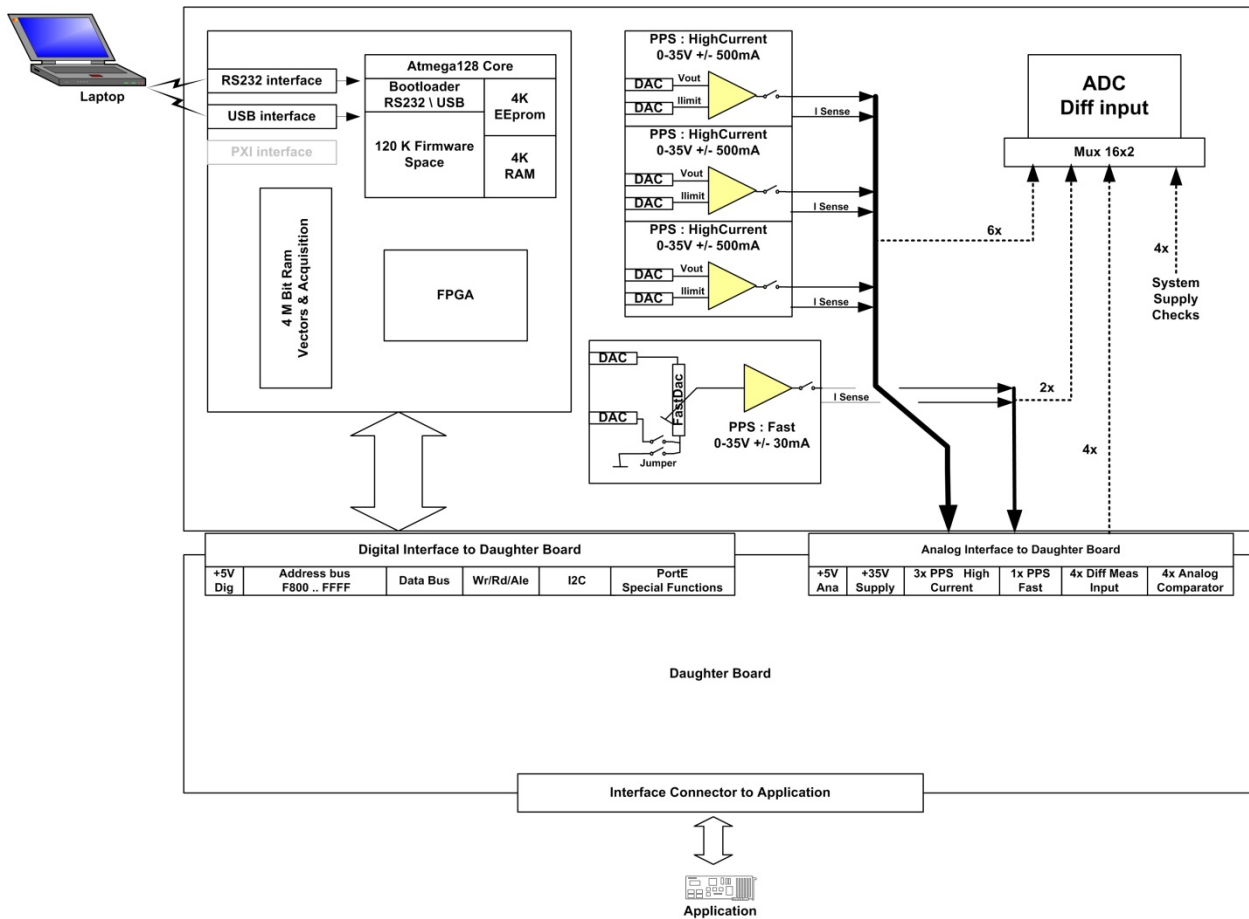 Laptop
RS232 interface
USB interface
PXI interface
Atmega128 Core
Bootloader
RS232 \ USB
4K
EEprom
120 K Firmware
Space
4K
RAM
4 M Bit Ram
Vectors & Acquisition
FPGA
PPS : HighCurrent
0-35V +/- 500mA
DAC
Vout
DAC
Ilimit
I Sense
PPS : HighCurrent
0-35V +/- 500mA
DAC
Vout
DAC
Ilimit
I Sense
PPS : HighCurrent
0-35V +/- 500mA
DAC
Vout
DAC
Ilimit
I Sense
DAC
DAC
FastDac
Jumper
PPS : Fast
0-35V +/- 30mA
I Sense
ADC
Diff input
Mux 16x2
6x
4x
System
Supply
Checks
2x
4x
Digital Interface to Daughter Board
+5V
Dig
Address bus
F800 .. FFFF
Data Bus
Wr/Rd/Ale
I2C
PortE
Special Functions
Analog Interface to Daughter Board
+5V
Ana
+35V
Supply
3x PPS High
Current
1x PPS
Fast
4x Diff Meas
Input
4x Analog
Comparator
Daughter Board
Interface Connector to Application
Application